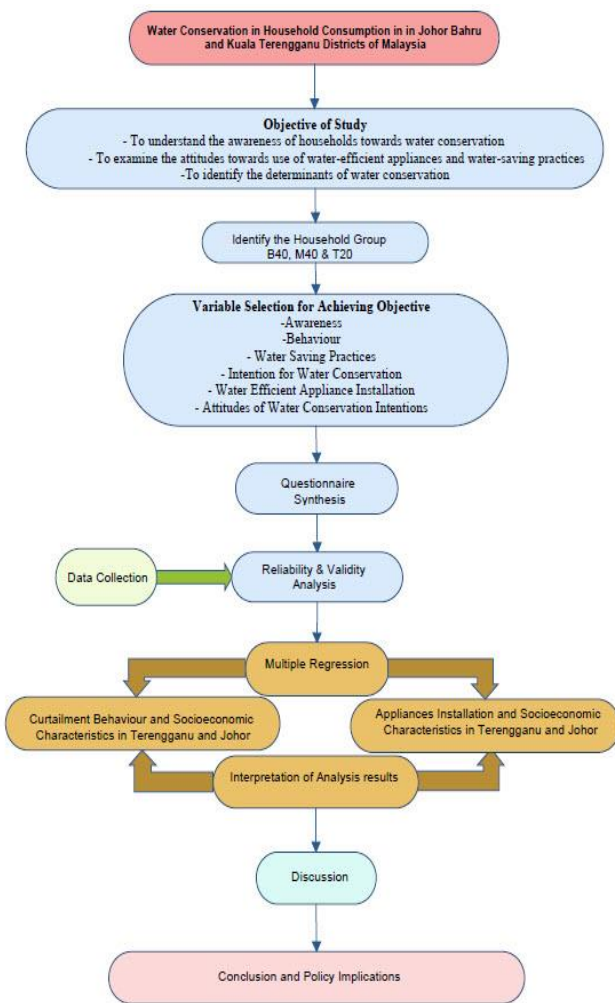 Water Conservation in Household Consumption in in Johor Bahru
and Kuala Terengganu Districts of Malaysia
Objective of Study
- To understand the awareness of households towards water conservation
- To examine the attitudes towards use of water-efficient appliances and water-saving practices
-To identify the determinants of water conservation
Identify the Household Group
B40, M40 & T20
Variable Selection for Achieving Objective
-Awareness
-Behaviour
- Water Saving Practices
- Intention for Water Conservation
- Water Efficient Appliance Installation
- Attitudes of Water Conservation Intentions
Questionnaire
Synthesis
Data Collection
Reliability & Validity
Analysis
Multiple Regression
Curtailment Behaviour and Socioeconomic
Characteristics in Terengganu and Johor
Appliances Installation and Socioeconomic
Characteristics in Terengganu and Johor
Interpretation of Analysis results
Discussion
Conclusion and Policy Implications